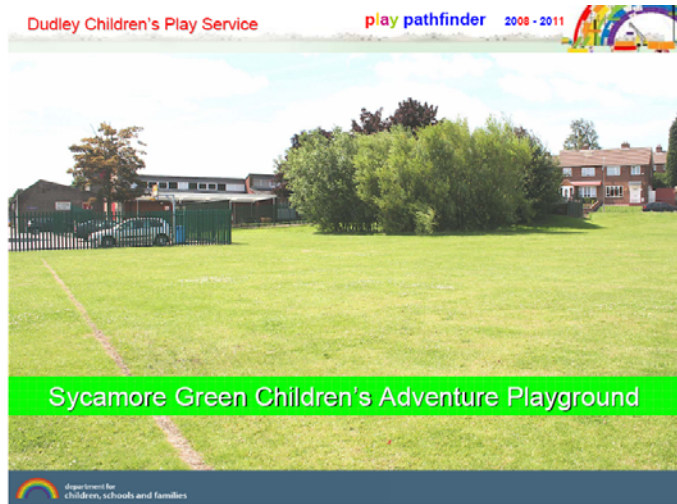 Dudley Children's Play Service
play pathfinder 2008 - 2011
Sycamore Green Children's Adventure Playground
department for
children, schools and families